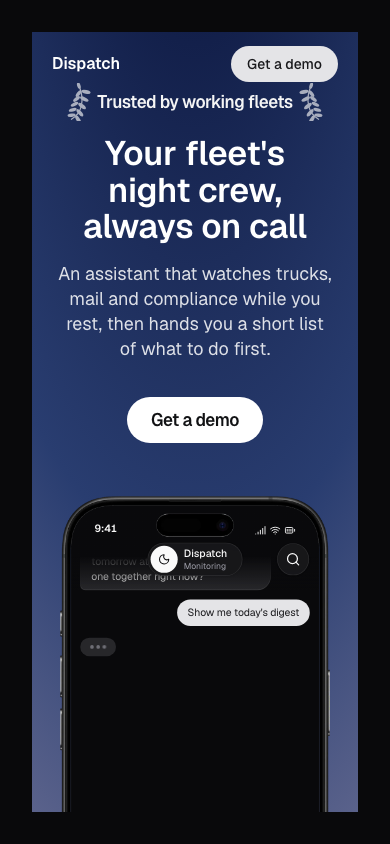 Dispatch
Get a demo
Trusted by working fleets
Your fleet's
night crew,
always on call
An assistant that watches trucks,
mail and compliance while you
rest, then hands you a short list
of what to do first.
Get a demo
9:41
Dispatch
Monitoring
tomorrow at
one together right now?
Show me today's digest